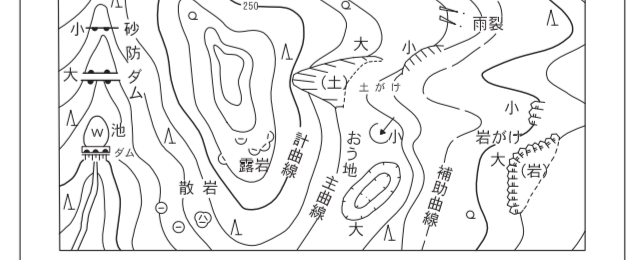 250
雨裂
小 砂防ダム
大
大
小
(土)
土がけ
小
小
岩がけ
大
(岩)
W 池
ダム
計曲線
おう地
露岩
主曲線
補助曲線
散岩
大